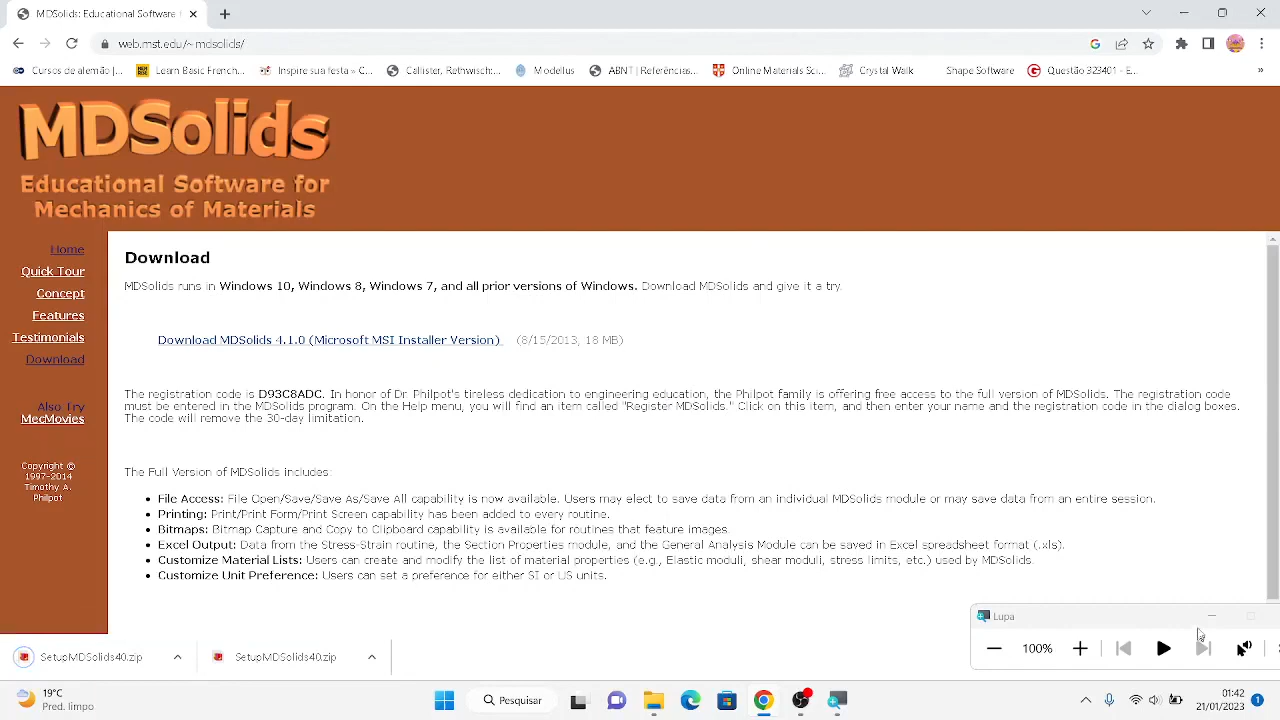 MDSolids: Educational Software
web.mst.edu/~mdsolids/
Cursos de alemão |...
Learn Basic French...
Inspire sua festa » C...
Callister, Rethwisch-...
Modellus
ABNT | Referências...
Online Materials Sc...
Crystal Walk
Shape Software
Questão 323401 - E...
»
MDSolids
Educational Software for
Mechanics of Materials
Home
Quick Tour
Concept
Features
Testimonials
Download
Also Try
MecMovies
Copyright ©
1997-2014
Timothy A.
Philpot
Download
MDSolids runs in Windows 10, Windows 8, Windows 7, and all prior versions of Windows. Download MDSolids and give it a try.
Download MDSolids 4.1.0 (Microsoft MSI Installer Version) (8/15/2013, 18 MB)
The registration code is D93C8ADC. In honor of Dr. Philpot's tireless dedication to engineering education, the Philpot family is offering free access to the full version of MDSolids. The registration code
must be entered in the MDSolids program. On the Help menu, you will find an item called "Register MDSolids." Click on this item, and then enter your name and the registration code in the dialog boxes.
The code will remove the 30-day limitation.
The Full Version of MDSolids includes:
• File Access: File Open/Save/Save As/Save All capability is now available. Users may elect to save data from an individual MDSolids module or may save data from an entire session.
• Printing: Print/Print Form/Print Screen capability has been added to every routine.
• Bitmaps: Bitmap Capture and Copy to Clipboard capability is available for routines that feature images.
• Excel Output: Data from the Stress-Strain routine, the Section Properties module, and the General Analysis Module can be saved in Excel spreadsheet format (.xls).
• Customize Material Lists: Users can create and modify the list of material properties (e.g., Elastic moduli, shear moduli, stress limits, etc.) used by MDSolids.
• Customize Unit Preference: Users can set a preference for either SI or US units.
Lupa
100%
SetupMDSolids40.zip
SetupMDSolids40.zip
19°C
Pred. limpo
Pesquisar
01:42
21/01/2023
1